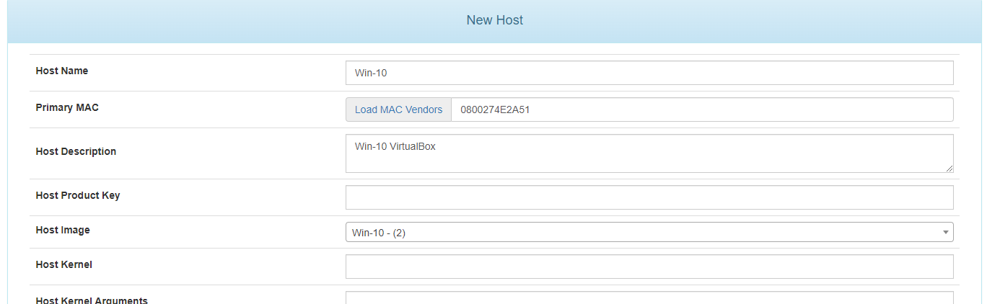 New Host
Host Name
Win-10
Primary MAC
Load MAC Vendors
0800274E2A51
Host Description
Win-10 VirtualBox
Host Product Key
Host Image
Win-10 - (2)
Host Kernel
Host Kernel Arguments